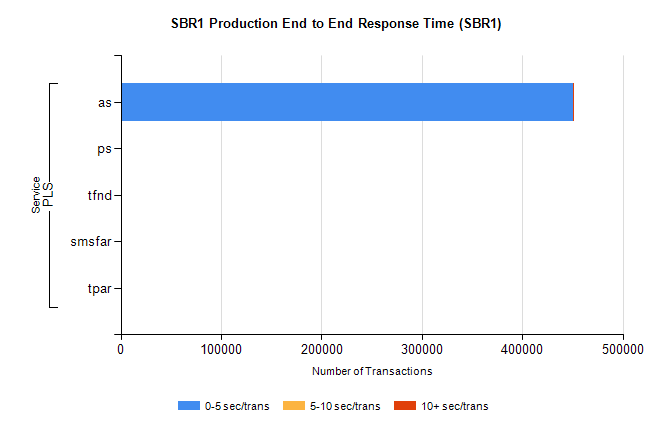 SBR1 Production End to End Response Time (SBR1)
Service
PLS
as
ps
tfnd
smsfar
tpar
0 100000 200000 300000 400000 500000
Number of Transactions
0-5 sec/trans 5-10 sec/trans 10+ sec/trans